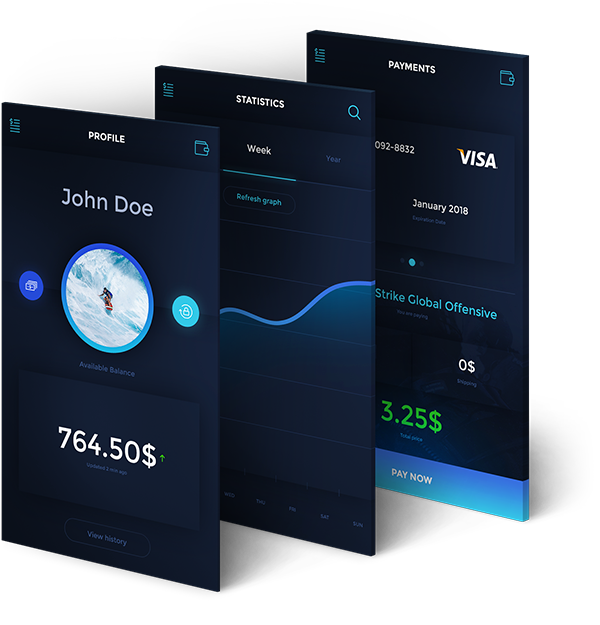 PROFILE
John Doe
Available Balance
764.50$
Updated 2 min ago
View history
STATISTICS
Week
Year
Refresh graph
WED
THU
FRI
SAT
SUN
PAYMENTS
092-8832
VISA
January 2018
Expiration Date
Strike Global Offensive
You are paying
0$
Shipping
3.25$
Total price
PAY NOW